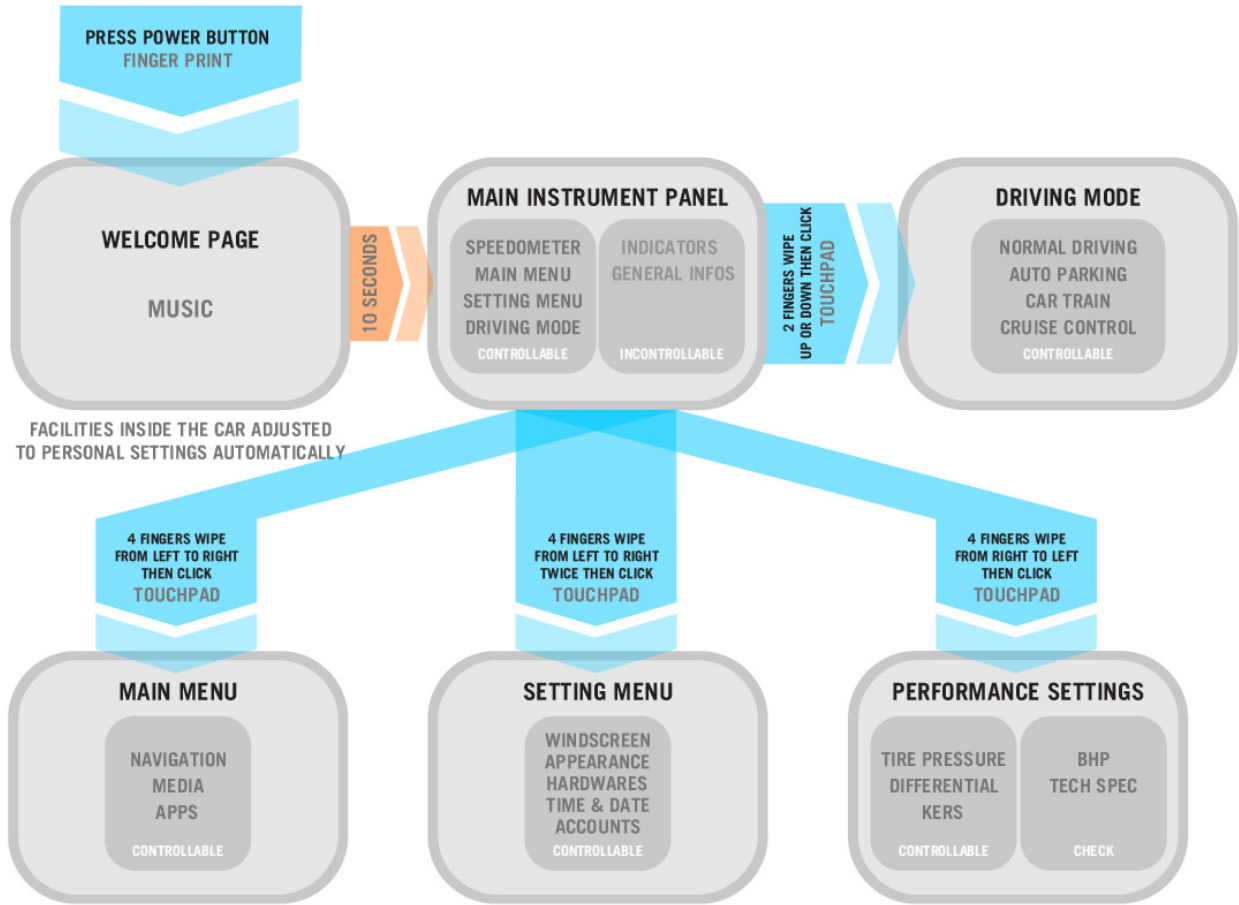 PRESS POWER BUTTON
FINGER PRINT
WELCOME PAGE
MUSIC
FACILITIES INSIDE THE CAR ADJUSTED
TO PERSONAL SETTINGS AUTOMATICALLY
10 SECONDS
MAIN INSTRUMENT PANEL
SPEEDOMETER
MAIN MENU
SETTING MENU
DRIVING MODE
CONTROLLABLE
INDICATORS
GENERAL INFOS
INCONTROLLABLE
2 FINGERS WIPE
UP OR DOWN THEN CLICK
TOUCHPAD
DRIVING MODE
NORMAL DRIVING
AUTO PARKING
CAR TRAIN
CRUISE CONTROL
CONTROLLABLE
4 FINGERS WIPE
FROM LEFT TO RIGHT
THEN CLICK
TOUCHPAD
MAIN MENU
NAVIGATION
MEDIA
APPS
CONTROLLABLE
4 FINGERS WIPE
FROM LEFT TO RIGHT
TWICE THEN CLICK
TOUCHPAD
SETTING MENU
WINDSCREEN
APPEARANCE
HARDWARES
TIME & DATE
ACCOUNTS
CONTROLLABLE
4 FINGERS WIPE
FROM RIGHT TO LEFT
THEN CLICK
TOUCHPAD
PERFORMANCE SETTINGS
TIRE PRESSURE
DIFFERENTIAL
KERS
CONTROLLABLE
BHP
TECH SPEC
CHECK